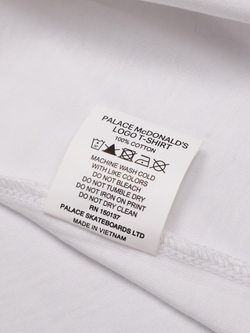 PALACE McDONALD'S
LOGO T-SHIRT
100% COTTON
MACHINE WASH COLD
WITH LIKE COLORS
DO NOT BLEACH
DO NOT TUMBLE DRY
DO NOT IRON ON PRINT
DO NOT DRY CLEAN
RN 150137
PALACE SKATEBOARDS LTD
MADE IN VIETNAM